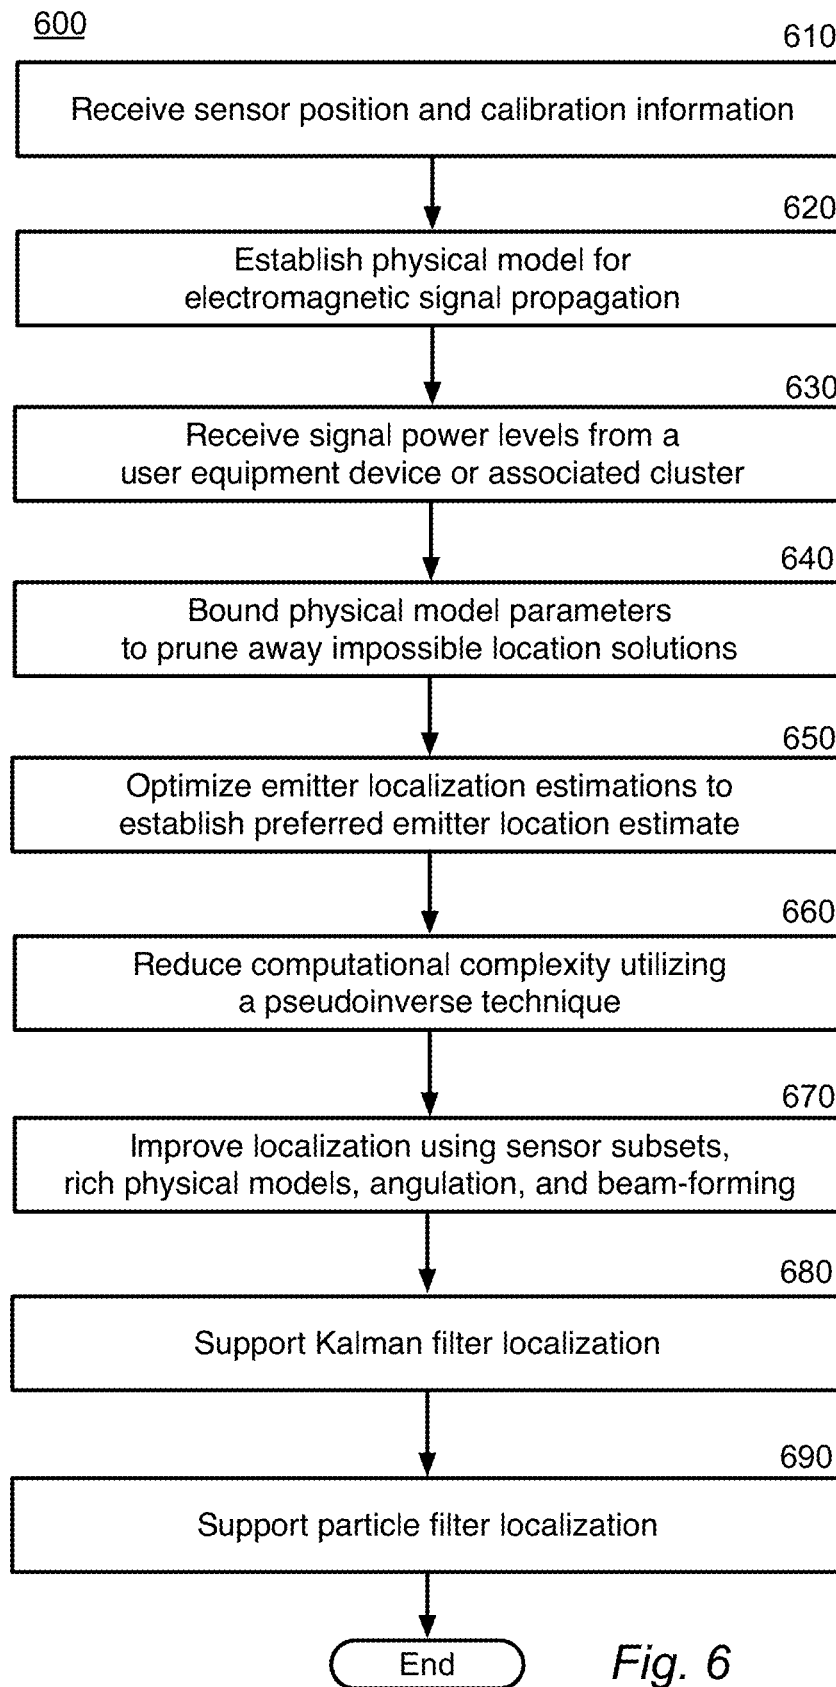 600
610
Receive sensor position and calibration information
620
Establish physical model for
electromagnetic signal propagation
630
Receive signal power levels from a
user equipment device or associated cluster
640
Bound physical model parameters
to prune away impossible location solutions
650
Optimize emitter localization estimations to
establish preferred emitter location estimate
660
Reduce computational complexity utilizing
a pseudoinverse technique
670
Improve localization using sensor subsets,
rich physical models, angulation, and beam-forming
680
Support Kalman filter localization
690
Support particle filter localization
End
Fig. 6